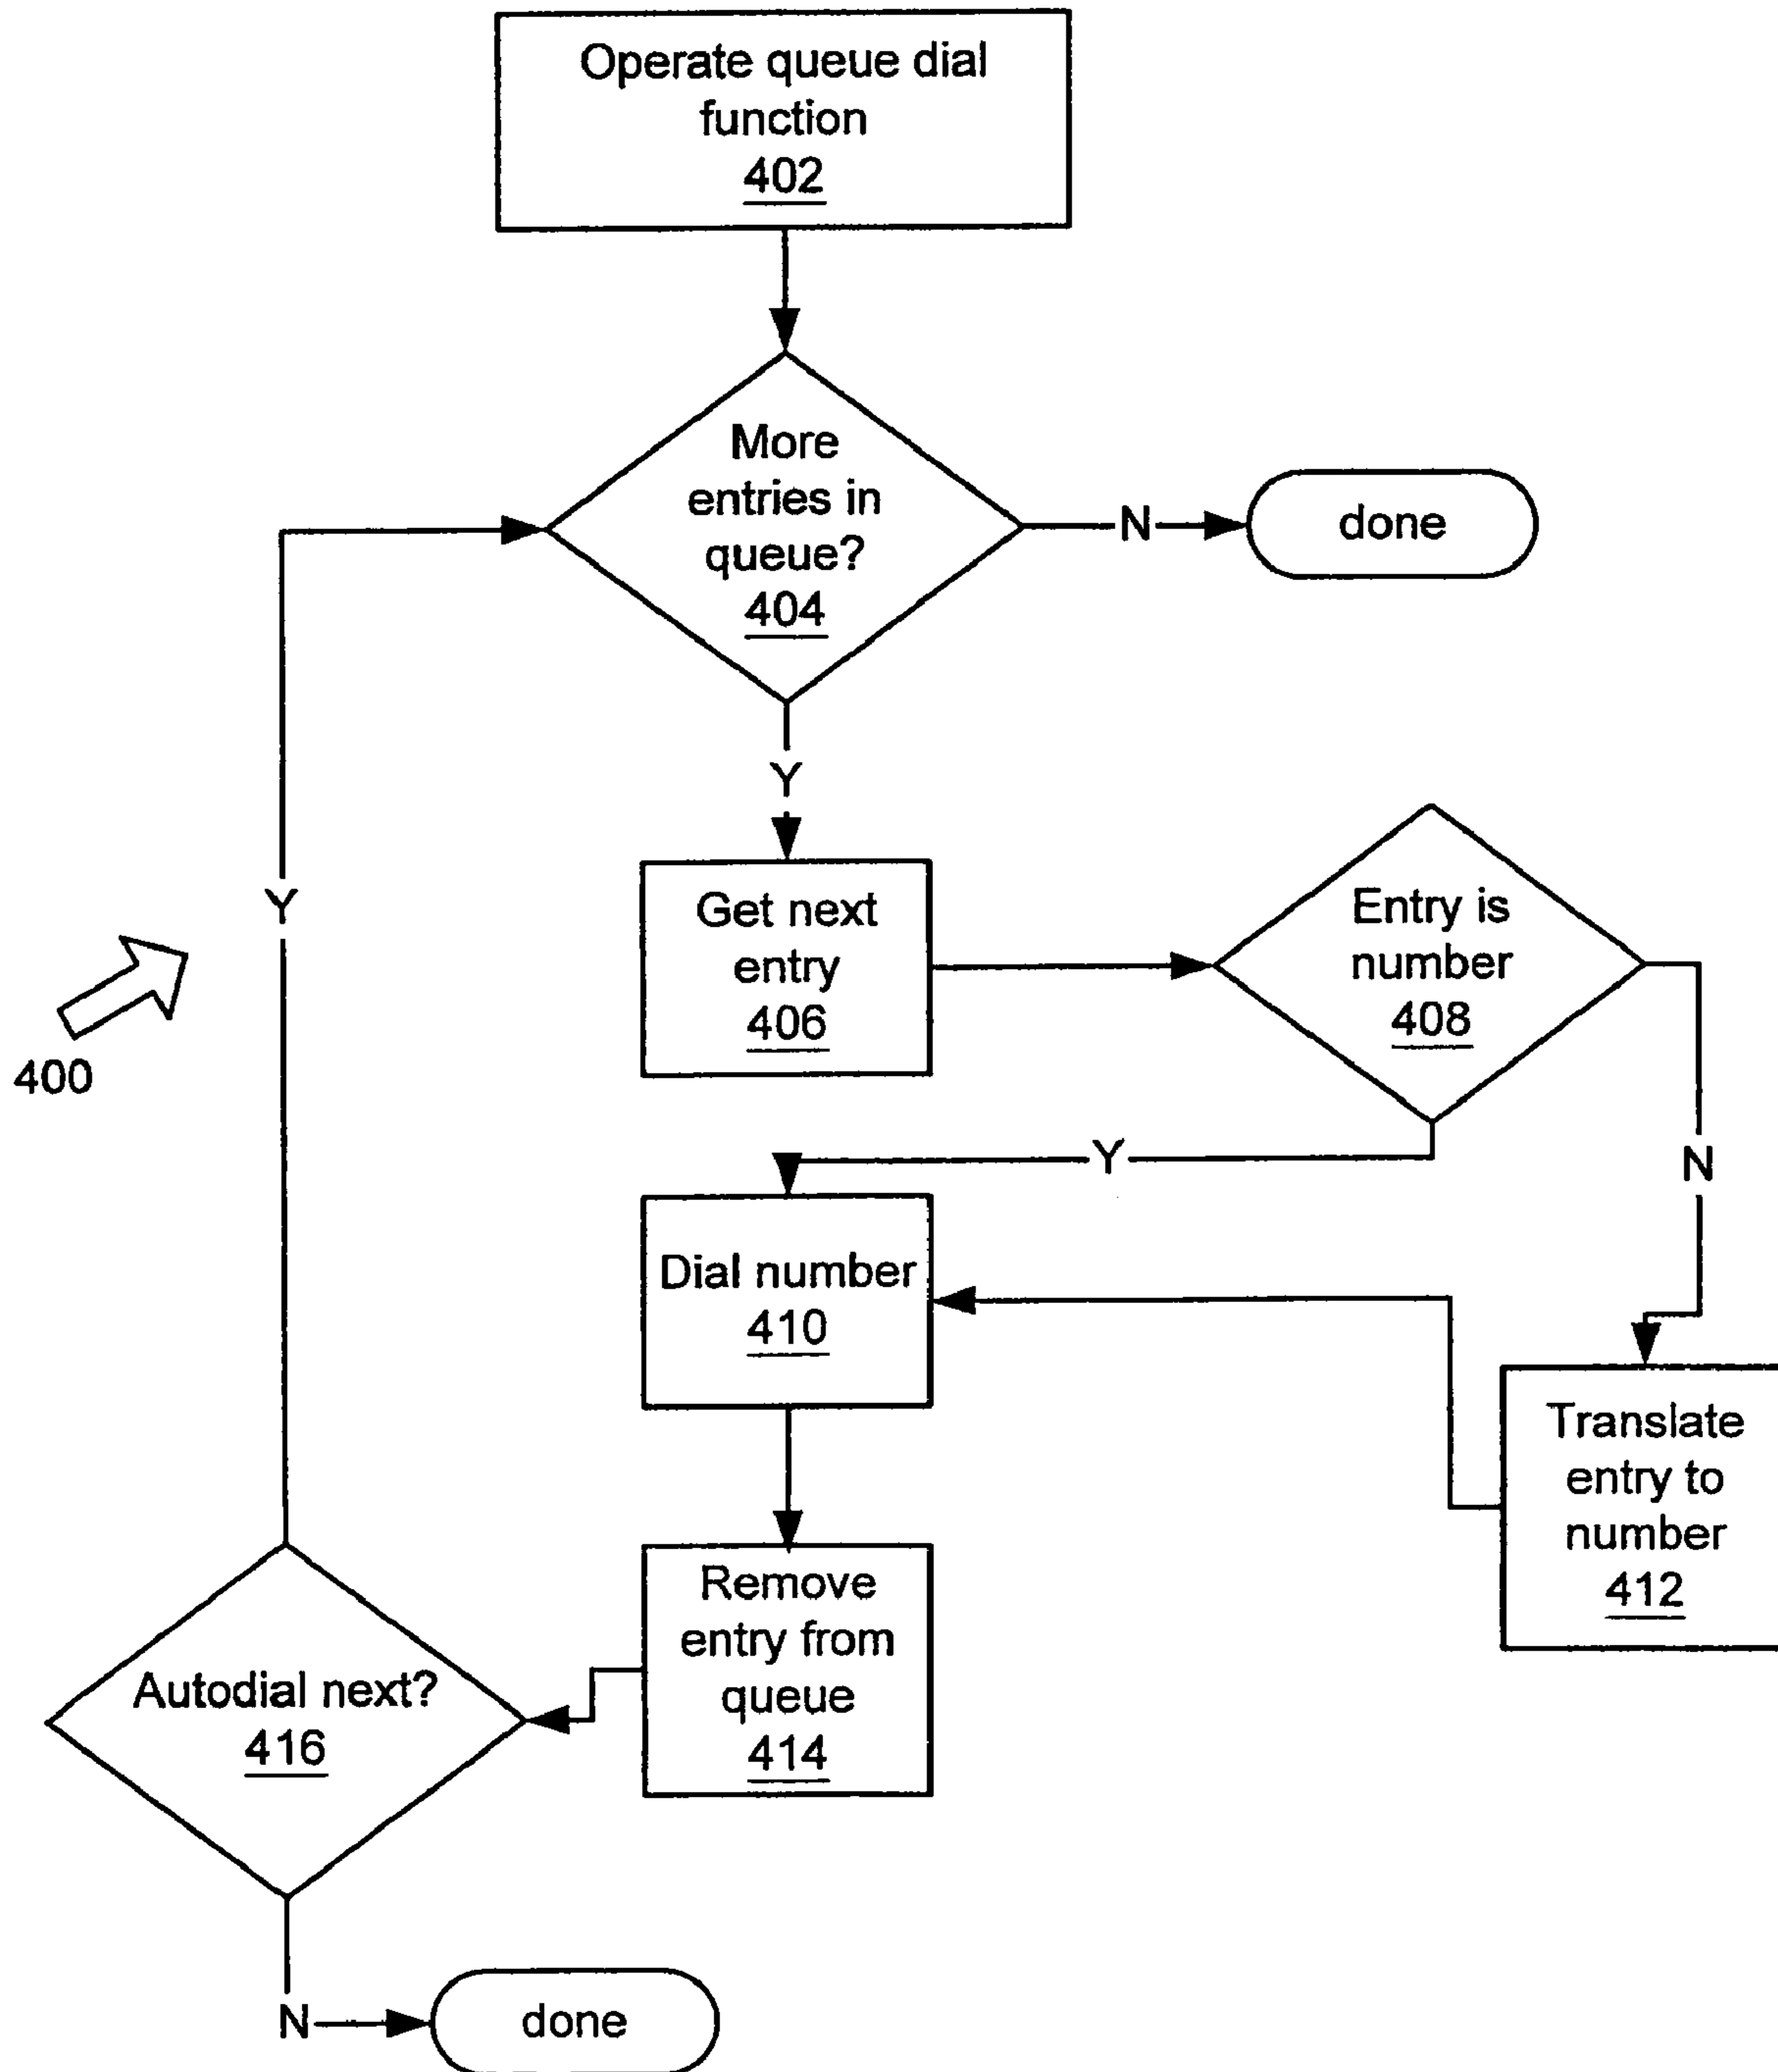 Operate queue dial
function
402
More
entries in
queue?
404
N
done
Y
Get next
entry
406
Entry is
number
408
Y
400
Y
N
Dial number
410
Translate
entry to
number
412
Remove
entry from
queue
414
Autodial next?
416
N
done